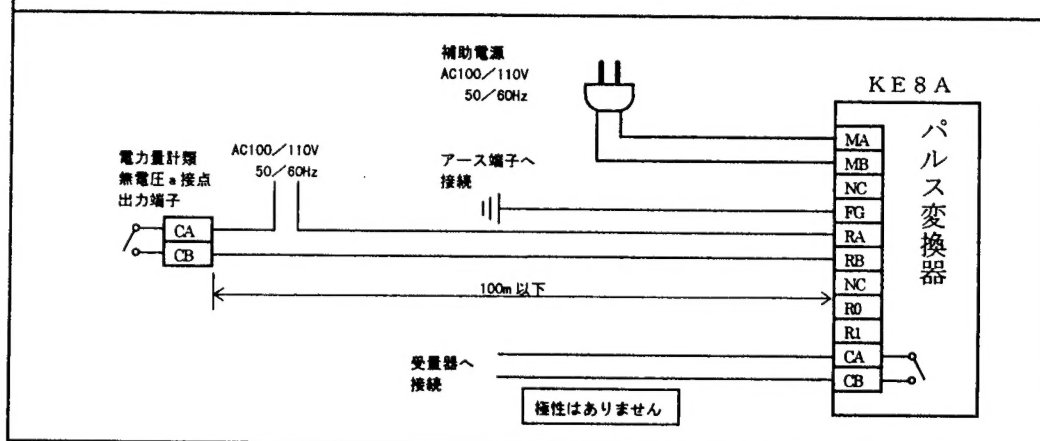 補助電源
AC100／110V
50／60Hz
KE8A
パルス変換器
電力量計類
無電圧a接点
出力端子
AC100／110V
50／60Hz
アース端子へ
接続
MA
MB
NC
FG
RA
RB
NC
R0
R1
CA
CB
CA
CB
100m以下
受量器へ
接続
極性はありません